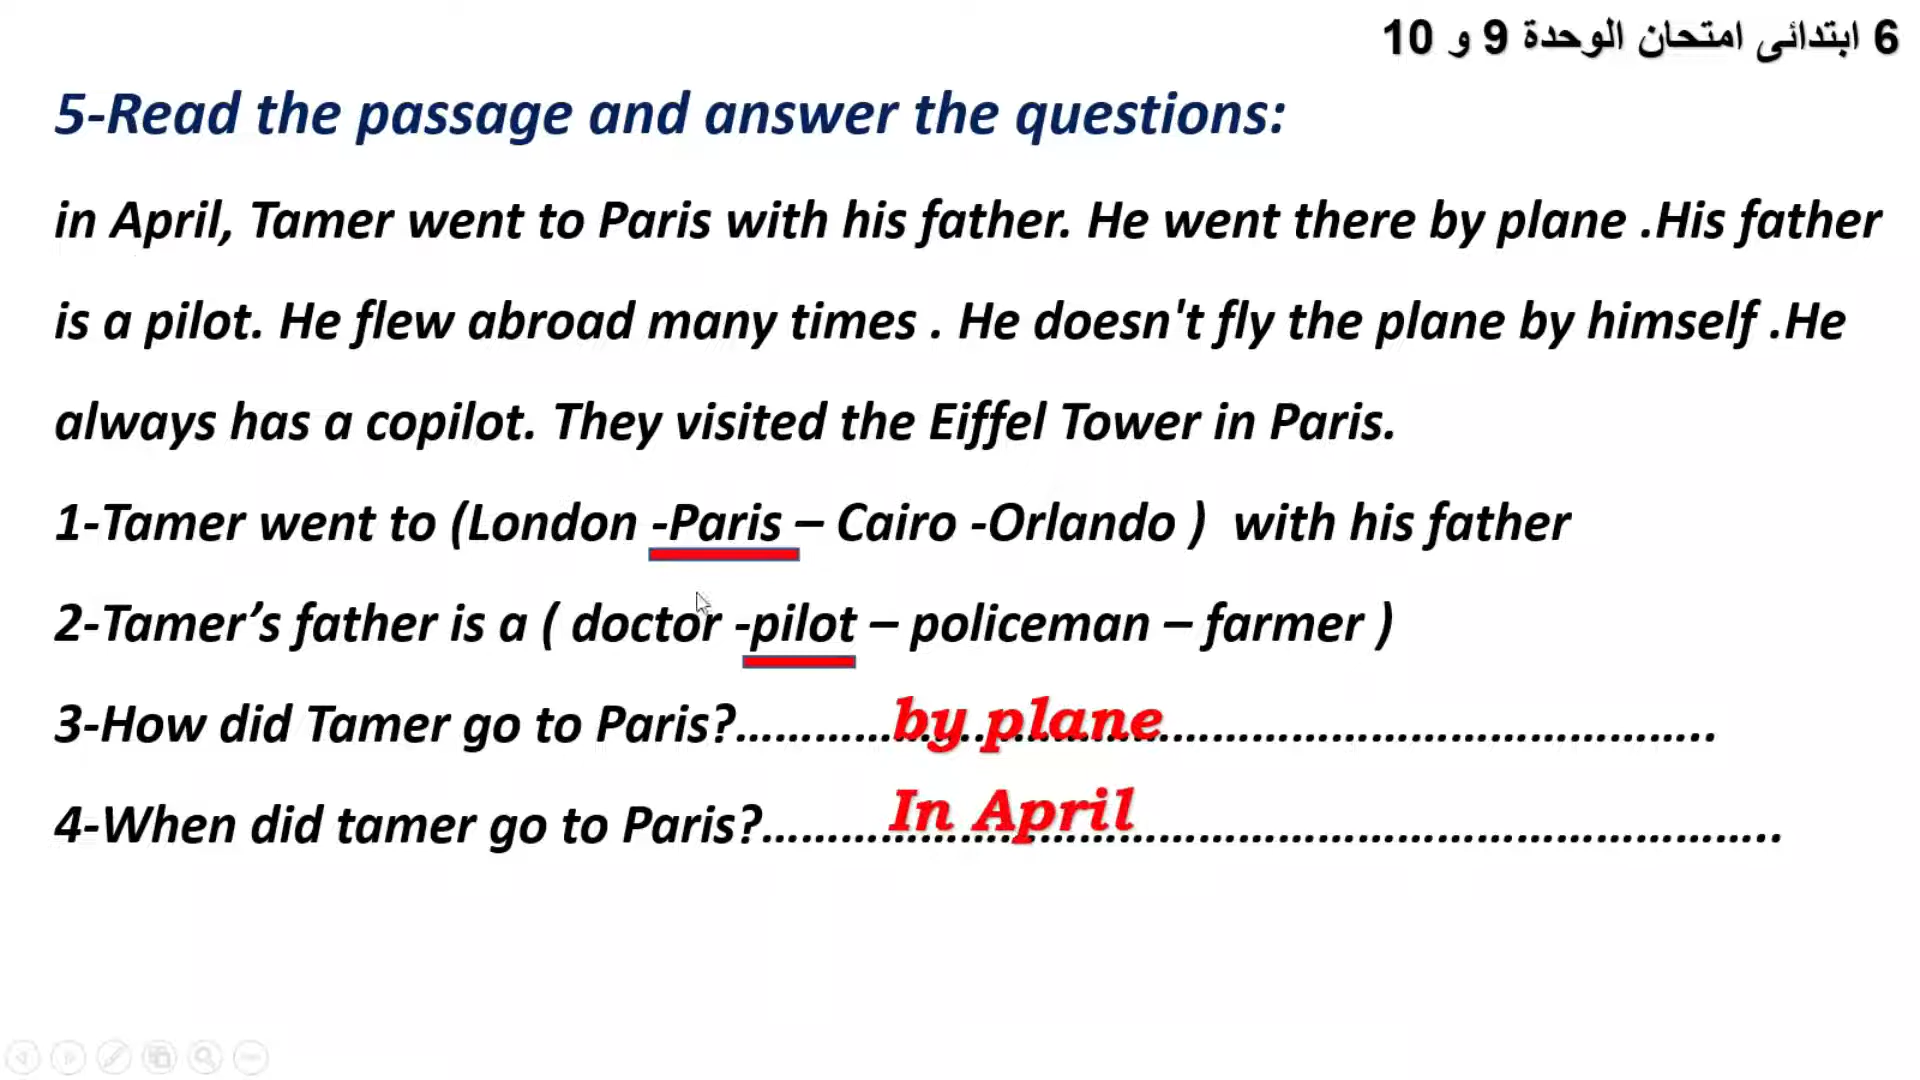 6 ابتدائى امتحان الوحدة 9 و 10
5-Read the passage and answer the questions:
in April, Tamer went to Paris with his father. He went there by plane .His father
is a pilot. He flew abroad many times . He doesn't fly the plane by himself .He
always has a copilot. They visited the Eiffel Tower in Paris.
1-Tamer went to (London -Paris – Cairo -Orlando ) with his father
2-Tamer’s father is a ( doctor -pilot – policeman – farmer )
3-How did Tamer go to Paris?.......by plane.......
4-When did tamer go to Paris?.......In April.......